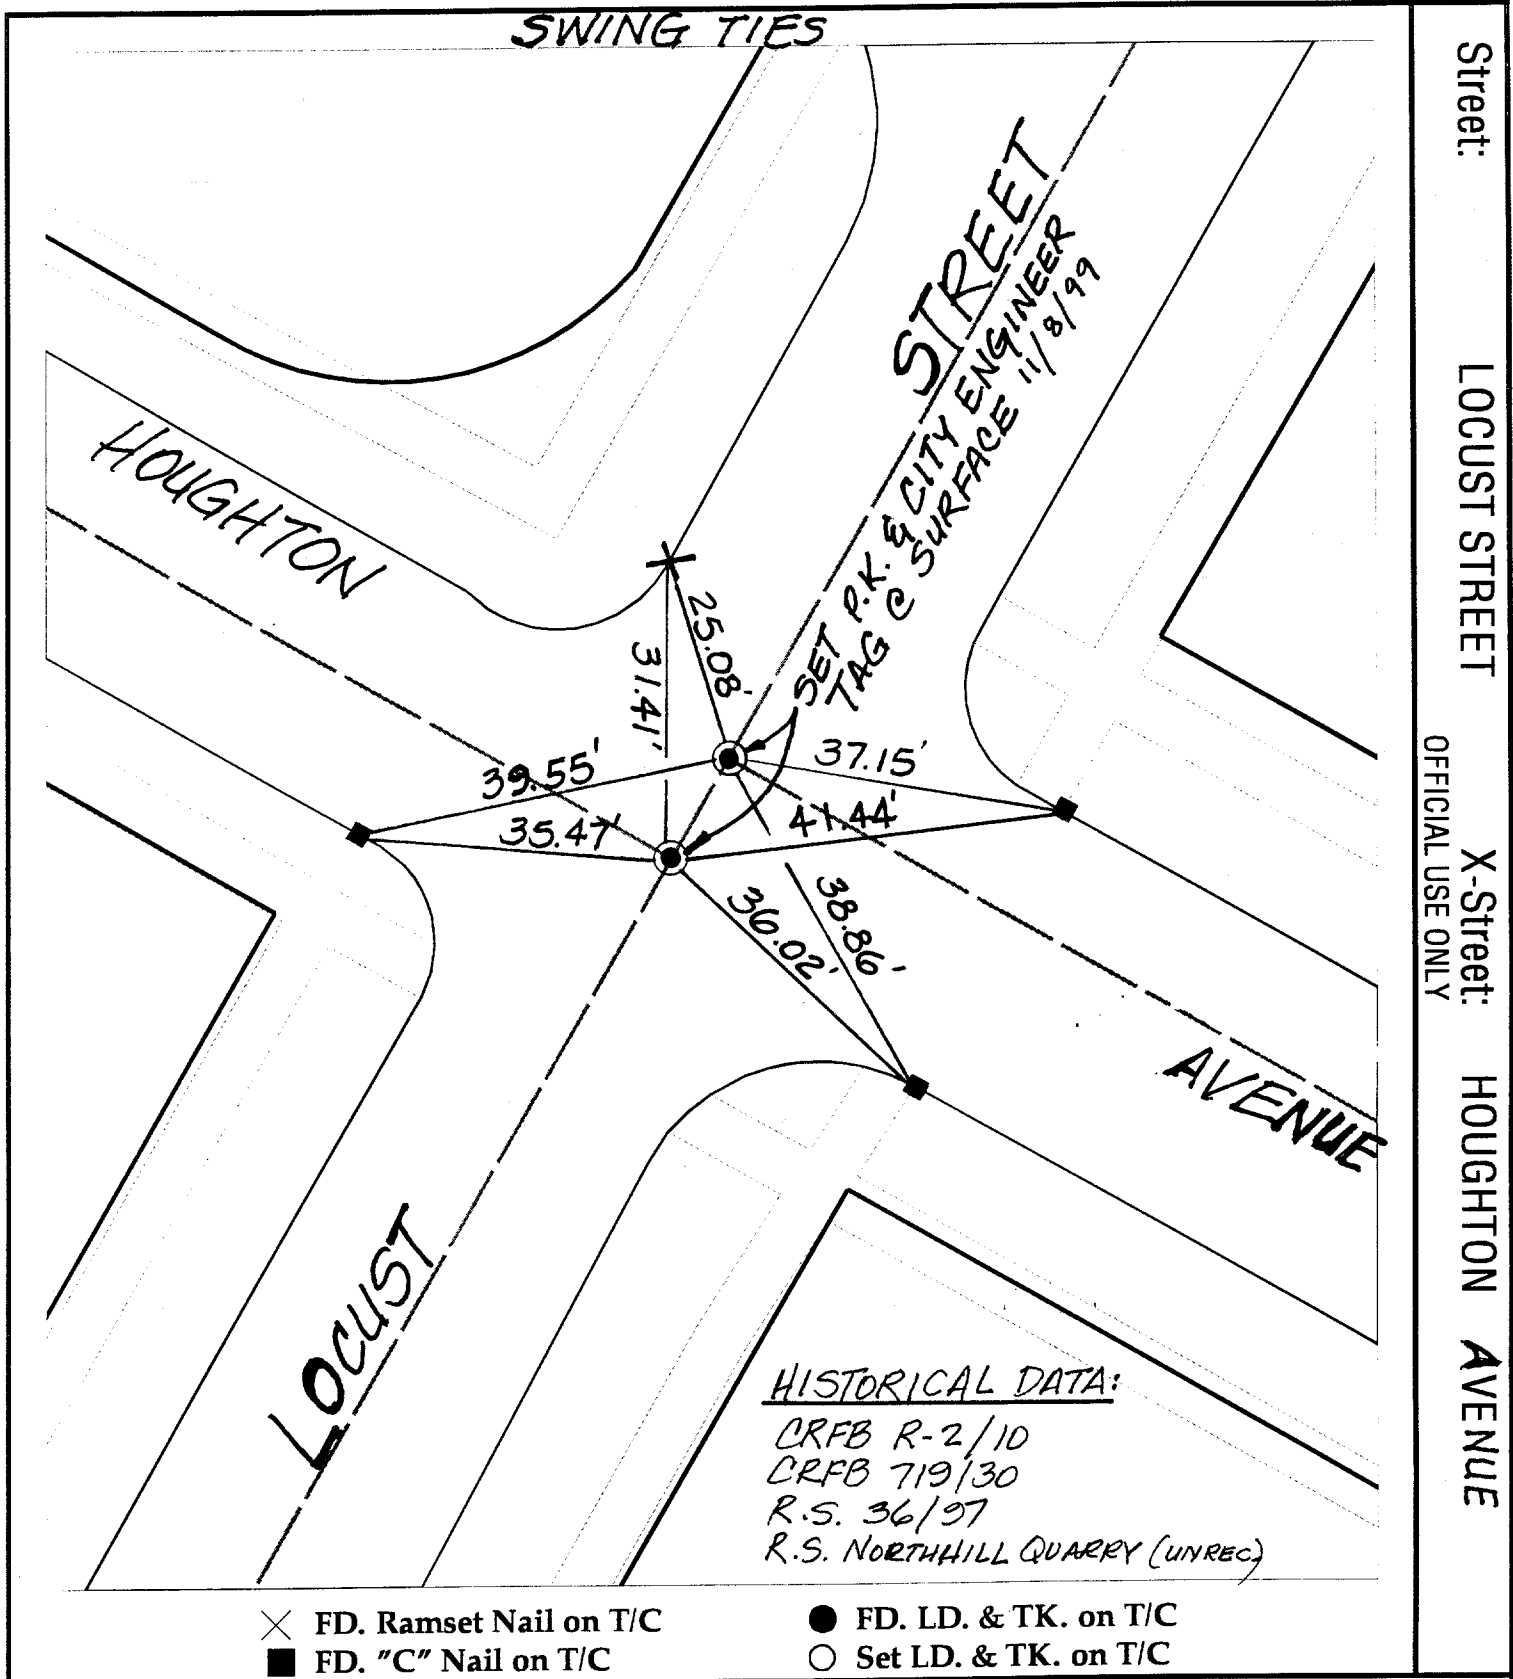 SWING TIES
STREET
SET P.K. & CITY ENGINEER
TAG @ SURFACE 11/8/99
HOUGHTON
25.08'
31.41'
39.55'
37.15'
35.47'
41.44'
36.02'
38.86'
AVENUE
LOCUST
HISTORICAL DATA:
CRFB R-2/10
CRFB 719/30
R.S. 36/97
R.S. NORTHHILL QUARRY (UNREC)
FD. Ramset Nail on T/C
FD. "C" Nail on T/C
FD. LD. & TK. on T/C
Set LD. & TK. on T/C
Street: LOCUST STREET X-Street: HOUGHTON AVENUE
OFFICIAL USE ONLY